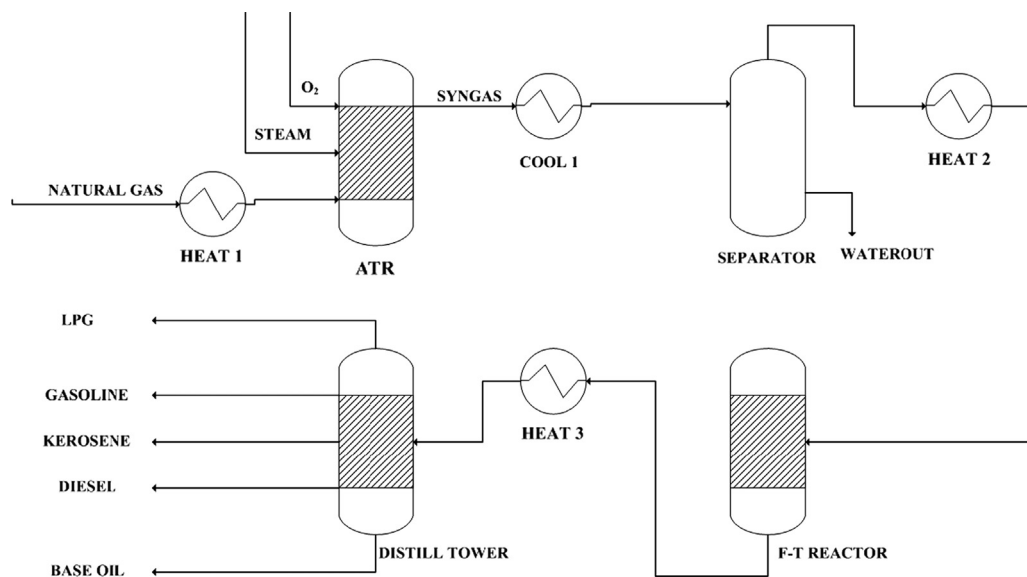 O₂
SYNGAS
STEAM
COOL 1
HEAT 2
NATURAL GAS
HEAT 1
ATR
SEPARATOR
WATEROUT
LPG
GASOLINE
HEAT 3
KEROSENE
DIESEL
DISTILL TOWER
F-T REACTOR
BASE OIL